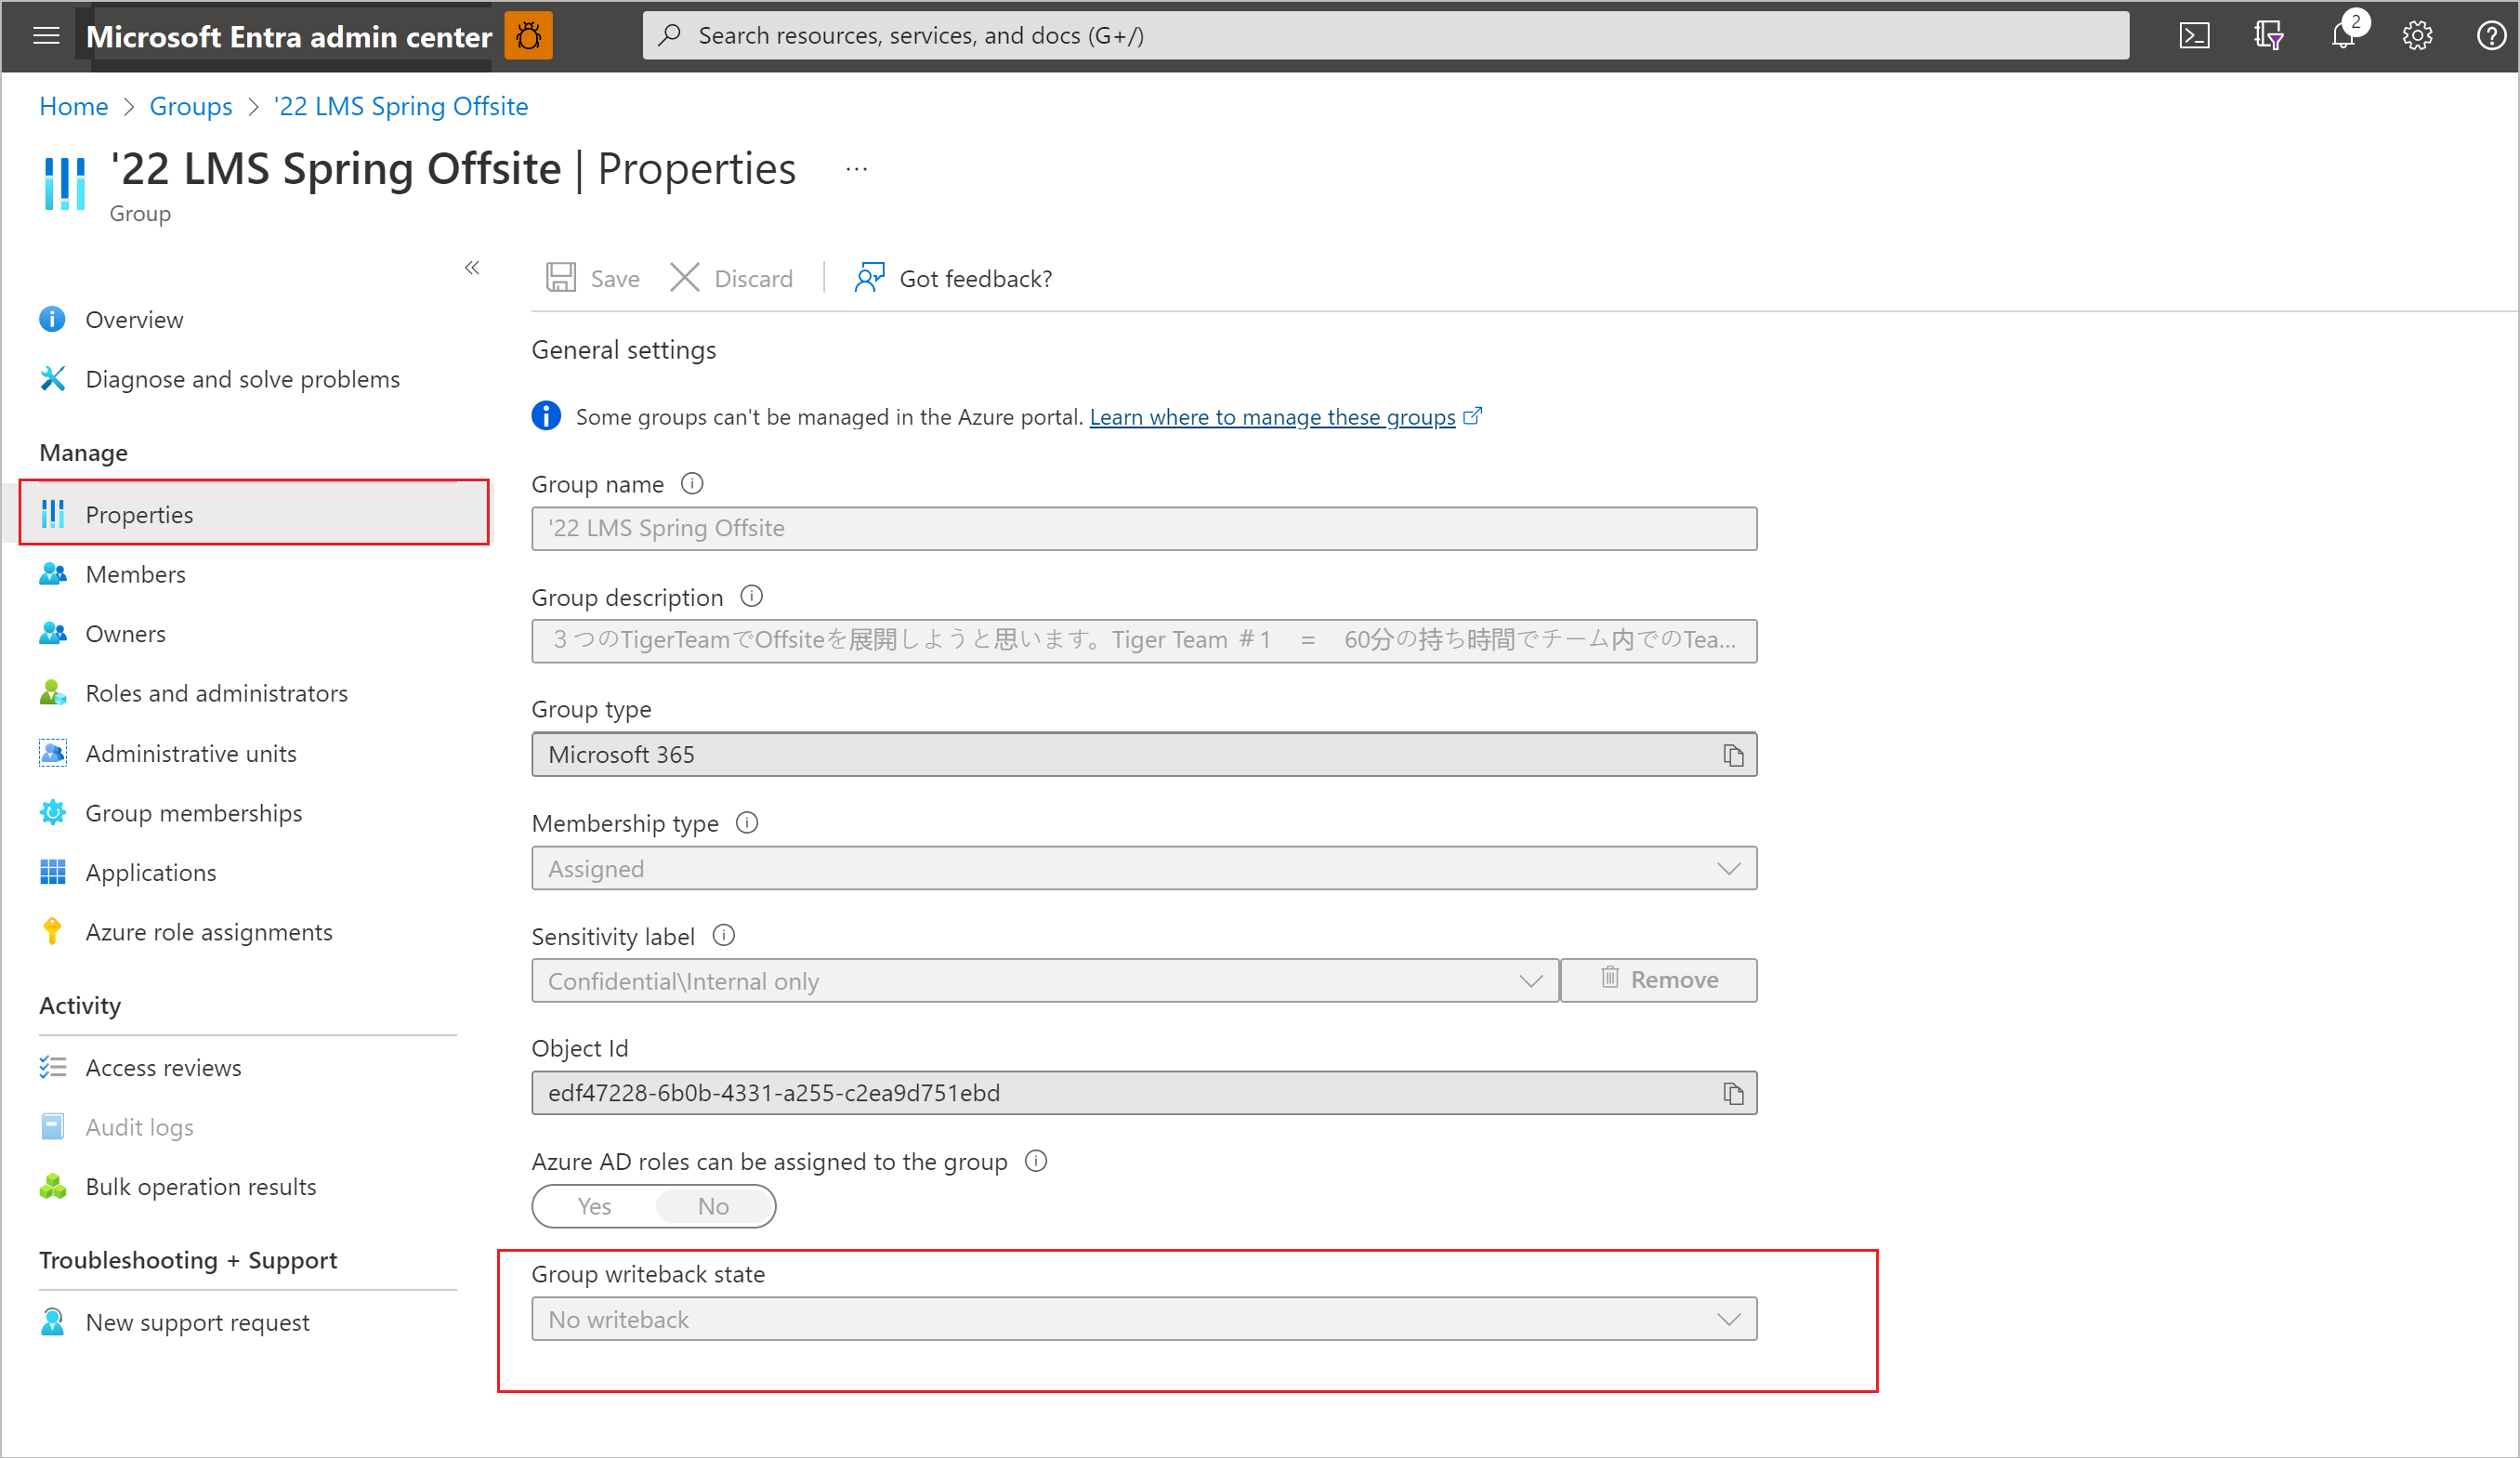 Microsoft Entra admin center
Search resources, services, and docs (G+/)
2
Home > Groups > '22 LMS Spring Offsite
'22 LMS Spring Offsite | Properties ...
Group
Overview
Diagnose and solve problems
Manage
Properties
Members
Owners
Roles and administrators
Administrative units
Group memberships
Applications
Azure role assignments
Activity
Access reviews
Audit logs
Bulk operation results
Troubleshooting + Support
New support request
Save Discard Got feedback?
General settings
Some groups can't be managed in the Azure portal. Learn where to manage these groups
Group name
'22 LMS Spring Offsite
Group description
３つのTigerTeamでOffsiteを展開しようと思います。Tiger Team ＃1　=　60分の持ち時間でチーム内でのTea...
Group type
Microsoft 365
Membership type
Assigned
Sensitivity label
Confidential\Internal only
Remove
Object Id
edf47228-6b0b-4331-a255-c2ea9d751ebd
Azure AD roles can be assigned to the group
Yes No
Group writeback state
No writeback